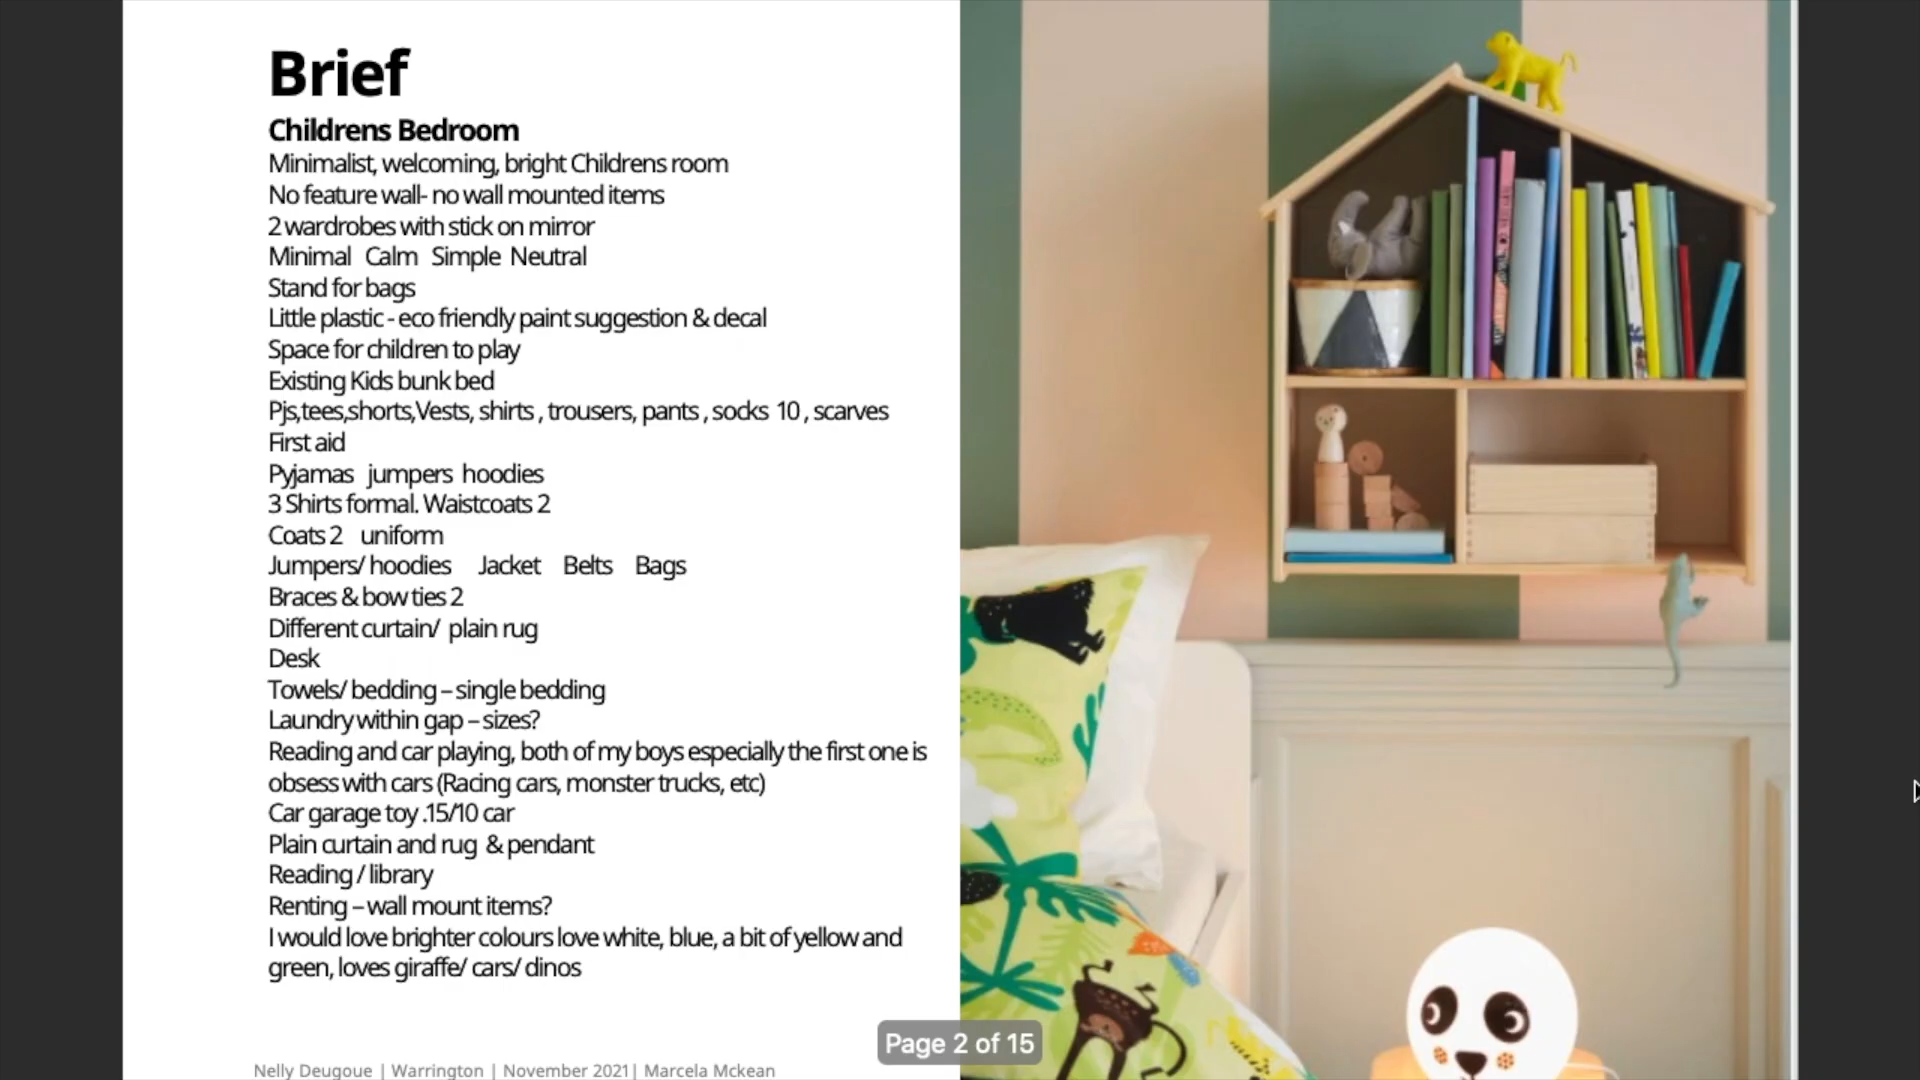 Brief
Childrens Bedroom
Minimalist, welcoming, bright Childrens room
No feature wall- no wall mounted items
2 wardrobes with stick on mirror
Minimal Calm Simple Neutral
Stand for bags
Little plastic - eco friendly paint suggestion & decal
Space for children to play
Existing Kids bunk bed
Pjs,tees,shorts,Vests, shirts , trousers, pants , socks 10 , scarves
First aid
Pyjamas jumpers hoodies
3 Shirts formal. Waistcoats 2
Coats 2 uniform
Jumpers/ hoodies Jacket Belts Bags
Braces & bow ties 2
Different curtain/ plain rug
Desk
Towels/ bedding – single bedding
Laundry within gap – sizes?
Reading and car playing, both of my boys especially the first one is
obsess with cars (Racing cars, monster trucks, etc)
Car garage toy .15/10 car
Plain curtain and rug & pendant
Reading / library
Renting – wall mount items?
I would love brighter colours love white, blue, a bit of yellow and
green, loves giraffe/ cars/ dinos
Page 2 of 15
Nelly Deugoue | Warrington | November 2021| Marcela Mckean